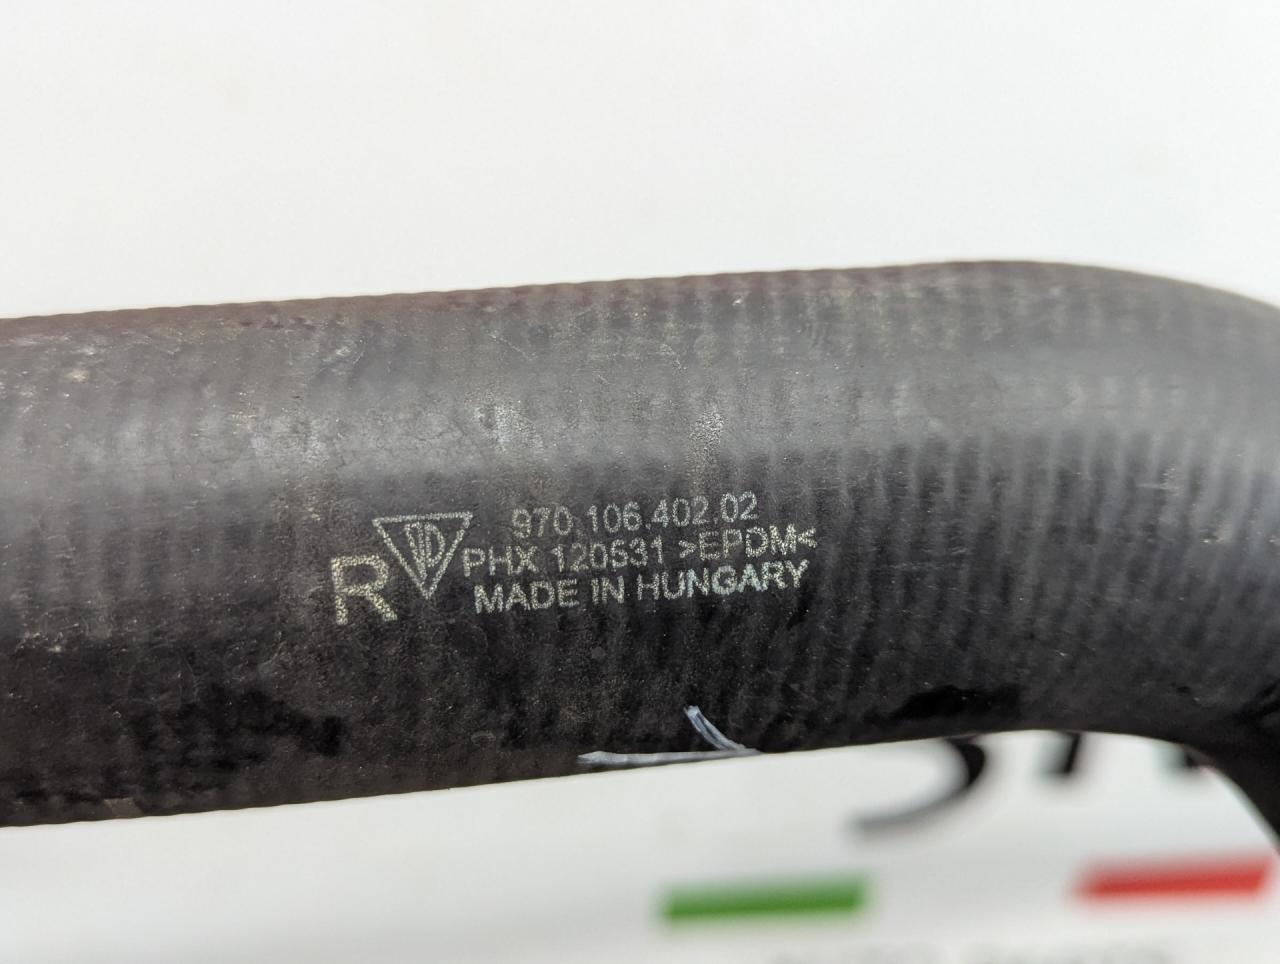 970.106.402.02
R PHX 120531 >EPDM<
MADE IN HUNGARY